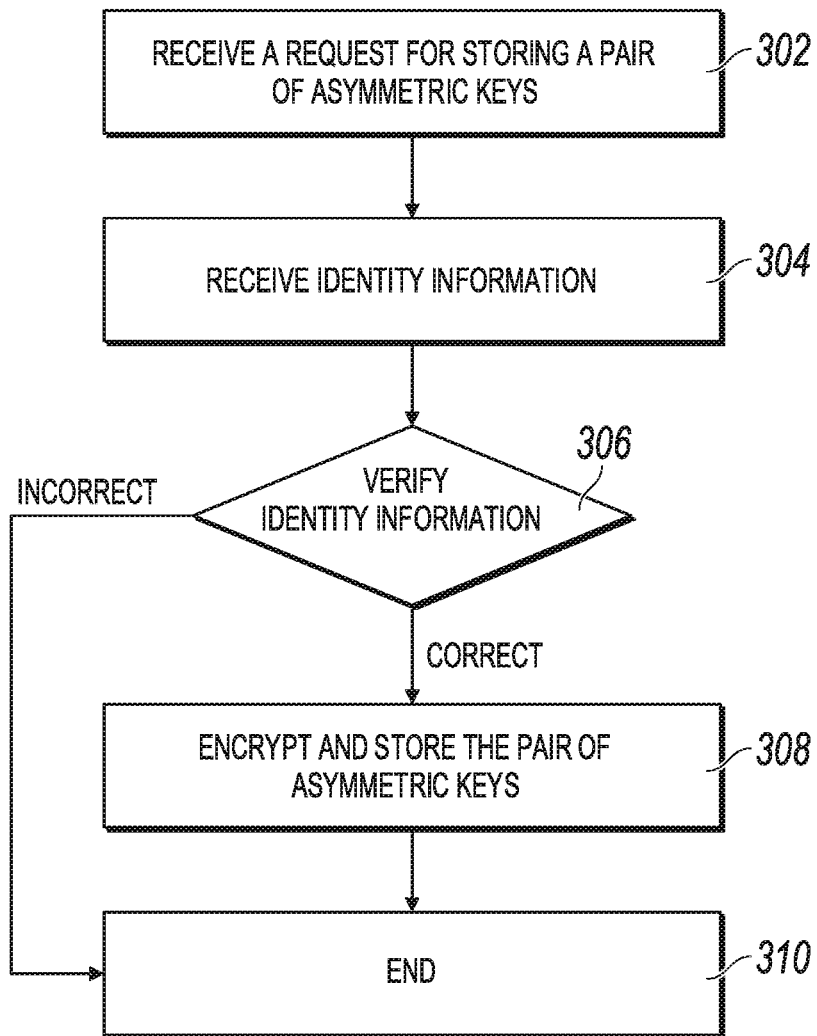 RECEIVE A REQUEST FOR STORING A PAIR
OF ASYMMETRIC KEYS
302
RECEIVE IDENTITY INFORMATION
304
306
VERIFY
IDENTITY INFORMATION
INCORRECT
CORRECT
ENCRYPT AND STORE THE PAIR OF
ASYMMETRIC KEYS
308
END
310